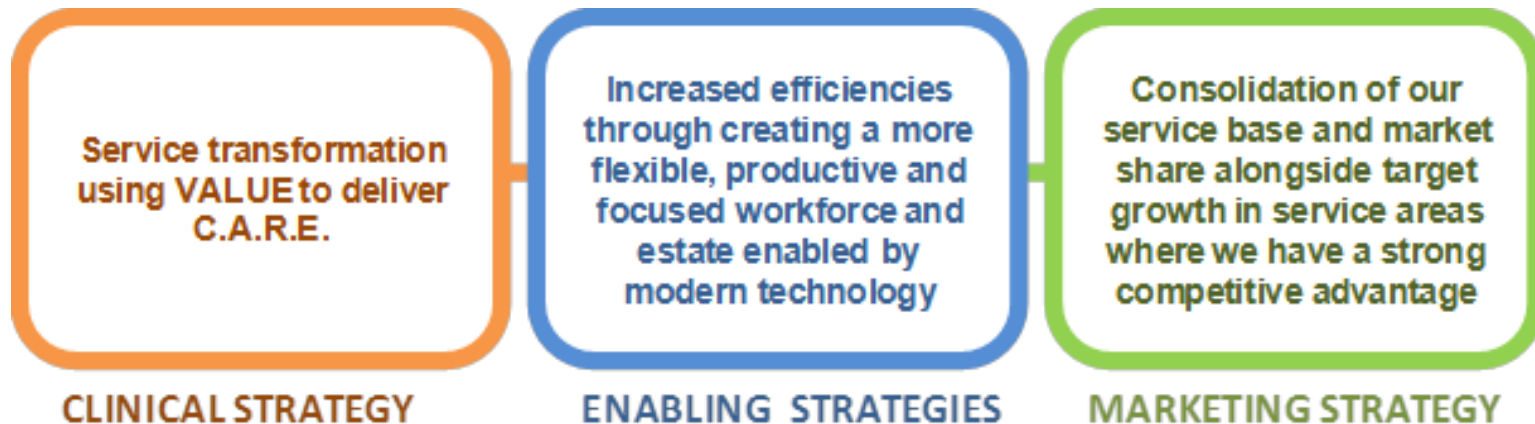 Service transformation
using VALUE to deliver
C.A.R.E.
CLINICAL STRATEGY
Increased efficiencies
through creating a more
flexible, productive and
focused workforce and
estate enabled by
modern technology
ENABLING STRATEGIES
Consolidation of our
service base and market
share alongside target
growth in service areas
where we have a strong
competitive advantage
MARKETING STRATEGY